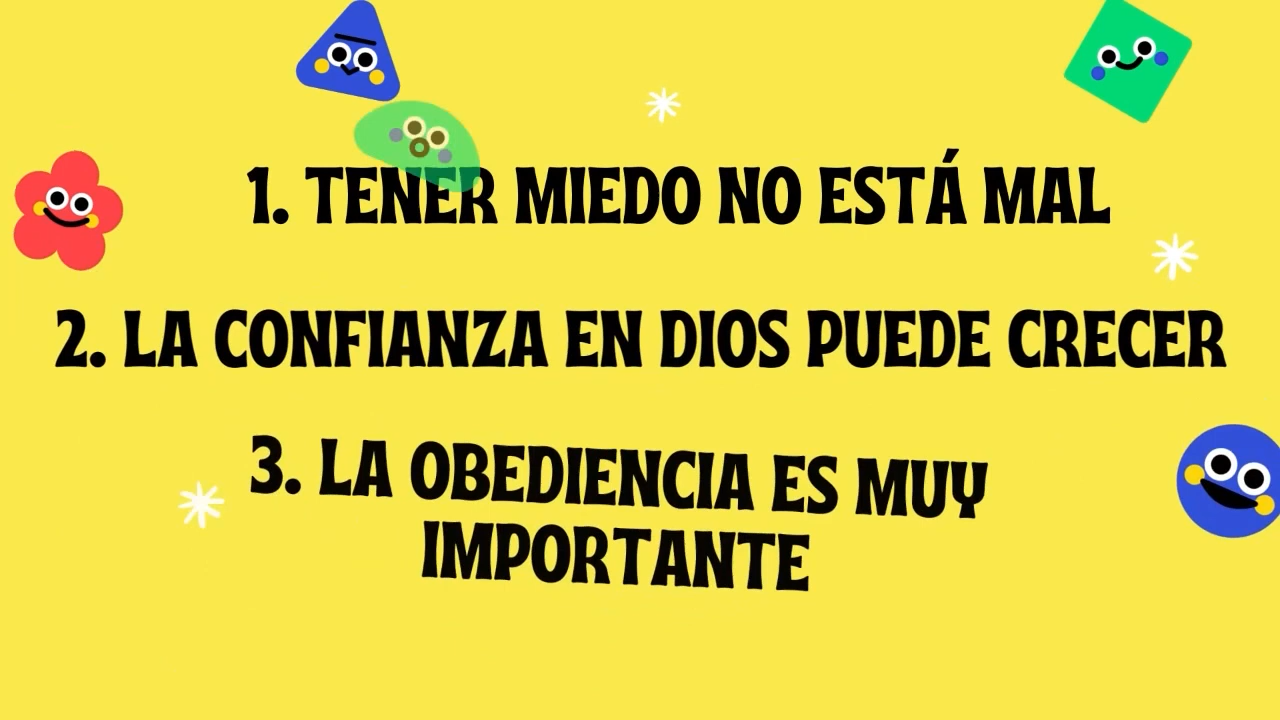 1. TENER MIEDO NO ESTÁ MAL
2. LA CONFIANZA EN DIOS PUEDE CRECER
3. LA OBEDIENCIA ES MUY
IMPORTANTE